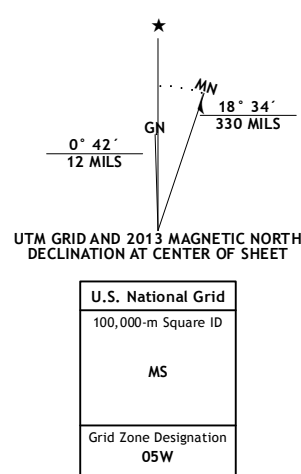 ★
MN
GN
18° 34´
330 MILS
0° 42´
12 MILS
UTM GRID AND 2013 MAGNETIC NORTH
DECLINATION AT CENTER OF SHEET
U.S. National Grid
100,000-m Square ID
MS
Grid Zone Designation
05W